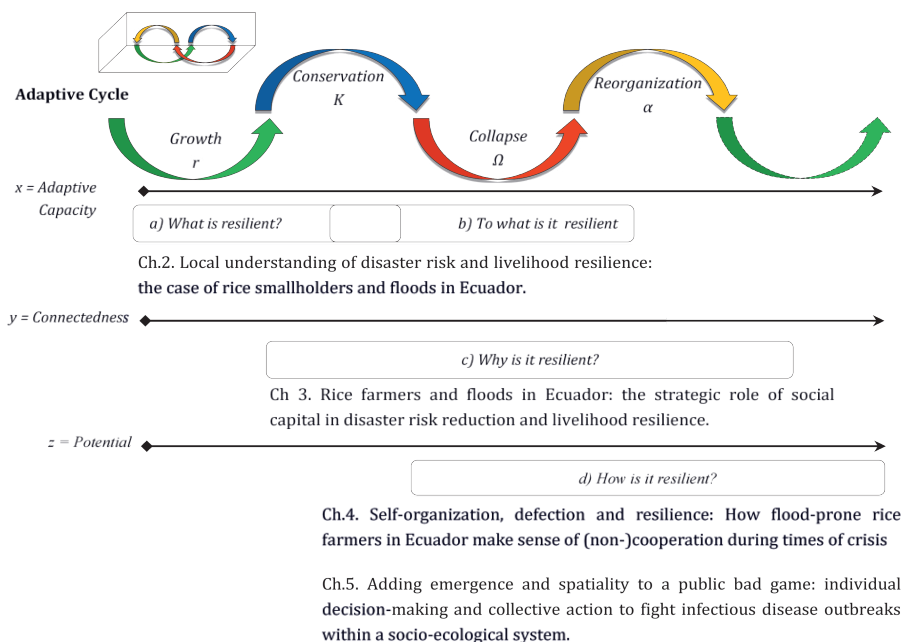 Adaptive Cycle
Growth
r
Conservation
K
Collapse
Ω
Reorganization
α
x = Adaptive
Capacity
a) What is resilient?
b) To what is it resilient
Ch.2. Local understanding of disaster risk and livelihood resilience:
the case of rice smallholders and floods in Ecuador.
y = Connectedness
c) Why is it resilient?
Ch 3. Rice farmers and floods in Ecuador: the strategic role of social
capital in disaster risk reduction and livelihood resilience.
z = Potential
d) How is it resilient?
Ch.4. Self-organization, defection and resilience: How flood-prone rice
farmers in Ecuador make sense of (non-)cooperation during times of crisis
Ch.5. Adding emergence and spatiality to a public bad game: individual
decision-making and collective action to fight infectious disease outbreaks
within a socio-ecological system.